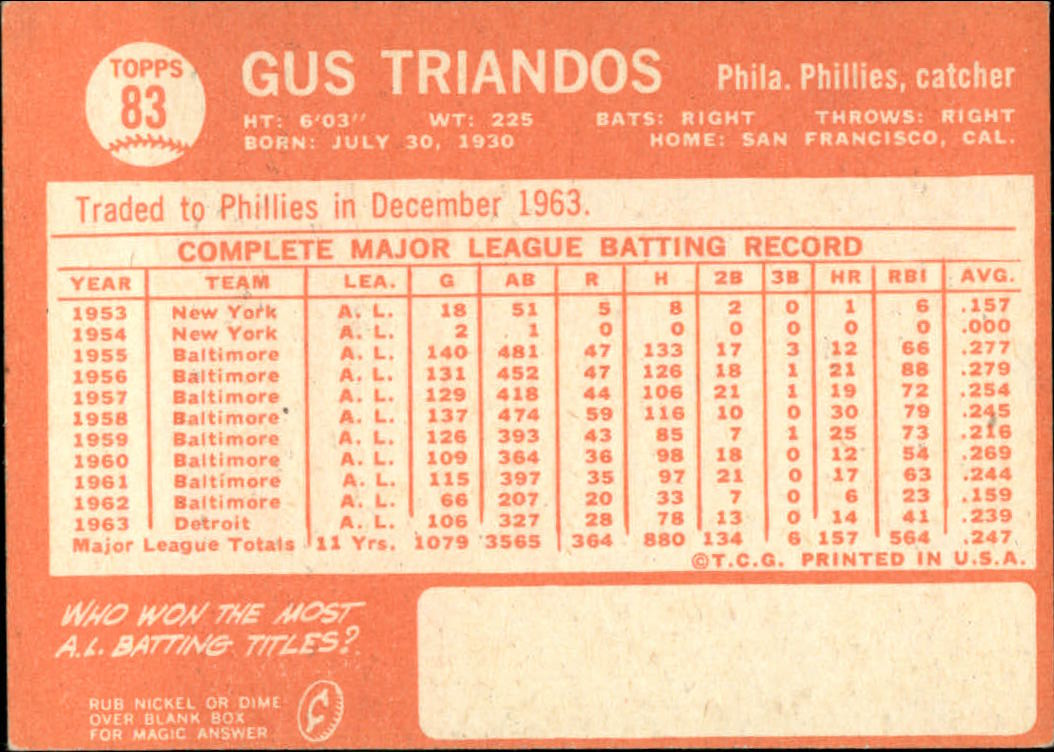 TOPPS
83
GUS TRIANDOS
Phila. Phillies, catcher
HT: 6'03" WT: 225 BATS: RIGHT THROWS: RIGHT
BORN: JULY 30, 1930 HOME: SAN FRANCISCO, CAL.
Traded to Phillies in December 1963.
COMPLETE MAJOR LEAGUE BATTING RECORD
YEAR TEAM LEA. G AB R H 2B 3B HR RBI AVG.
1953 New York A. L. 18 51 5 8 2 0 1 6 .157
1954 New York A. L. 2 1 0 0 0 0 0 0 .000
1955 Baltimore A. L. 140 481 47 133 17 3 12 66 .277
1956 Baltimore A. L. 131 452 47 126 18 1 21 88 .279
1957 Baltimore A. L. 129 418 44 106 21 1 19 72 .254
1958 Baltimore A. L. 137 474 59 116 10 0 30 79 .245
1959 Baltimore A. L. 126 393 43 85 7 1 25 73 .216
1960 Baltimore A. L. 109 364 36 98 18 0 12 54 .269
1961 Baltimore A. L. 115 397 35 97 21 0 17 63 .244
1962 Baltimore A. L. 66 207 20 33 7 0 6 23 .159
1963 Detroit A. L. 106 327 28 78 13 0 14 41 .239
Major League Totals 11 Yrs. 1079 3565 364 880 134 6 157 564 .247
©T.C.G. PRINTED IN U.S.A.
WHO WON THE MOST
A.L. BATTING TITLES?
RUB NICKEL OR DIME
OVER BLANK BOX
FOR MAGIC ANSWER